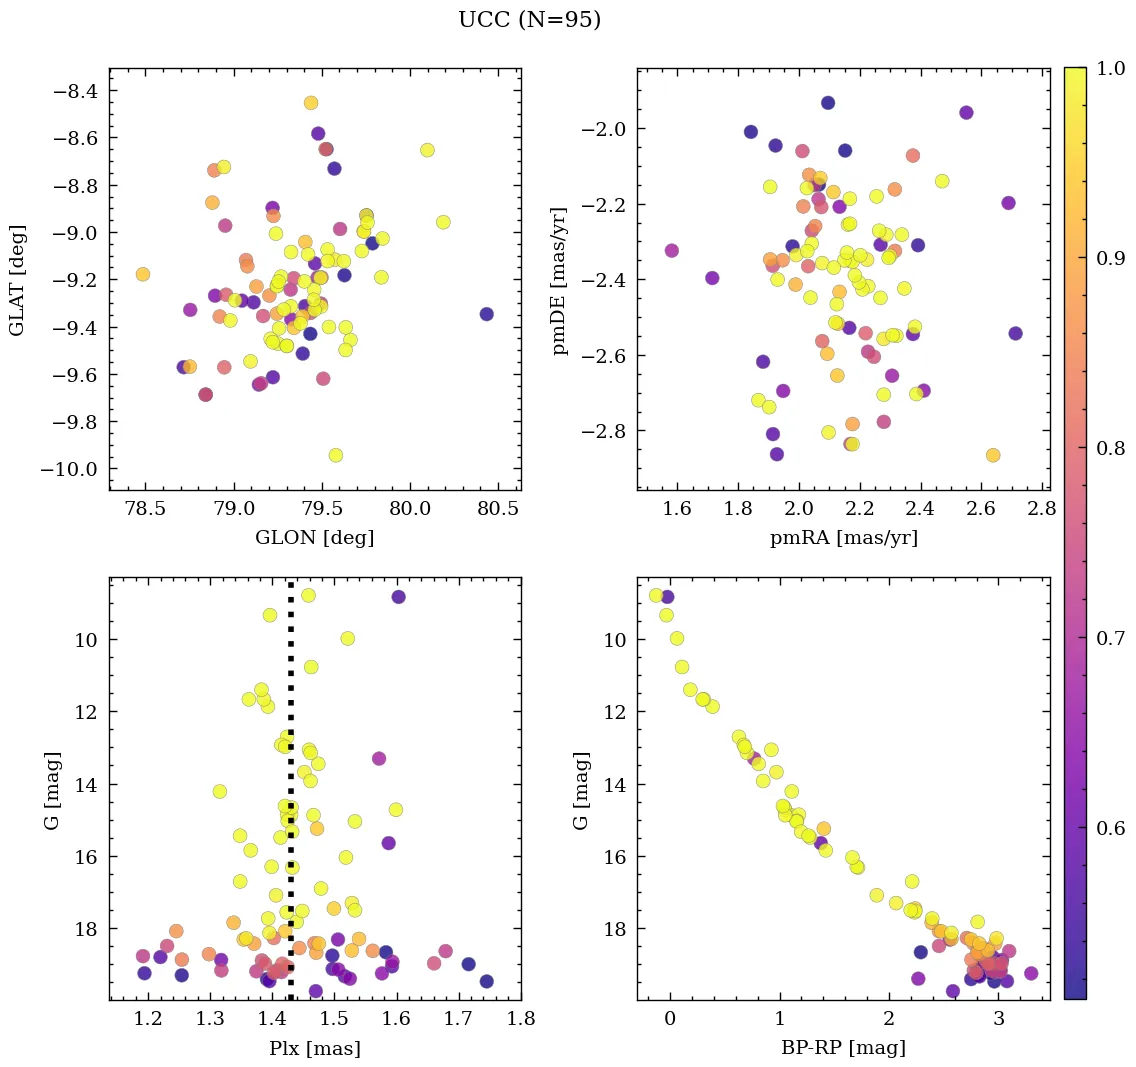 UCC (N=95)
−8.4
−8.6
−8.8
−9.0
−9.2
−9.4
−9.6
−9.8
−10.0
GLAT [deg]
78.5 79.0 79.5 80.0 80.5
GLON [deg]
−2.0
−2.2
−2.4
−2.6
−2.8
pmDE [mas/yr]
1.6 1.8 2.0 2.2 2.4 2.6 2.8
pmRA [mas/yr]
1.0
0.9
0.8
0.7
0.6
10
12
14
16
18
G [mag]
1.2 1.3 1.4 1.5 1.6 1.7 1.8
Plx [mas]
10
12
14
16
18
G [mag]
0 1 2 3
BP-RP [mag]